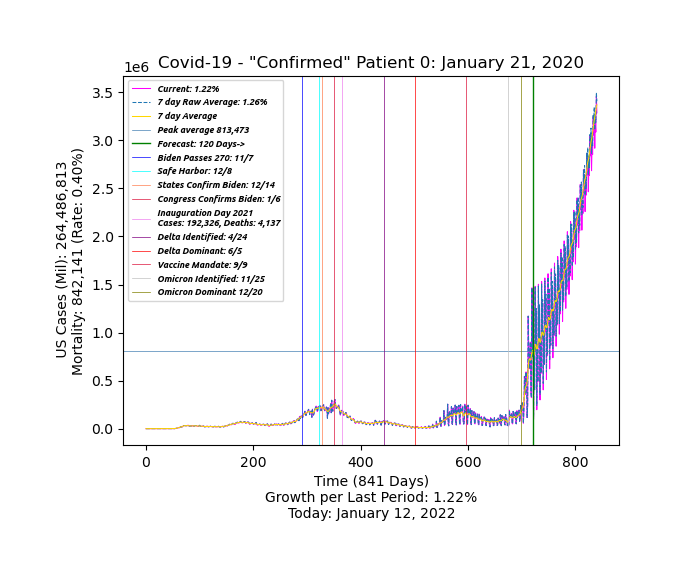 Covid-19 - "Confirmed" Patient 0: January 21, 2020
1e6
3.5
3.0
2.5
2.0
1.5
1.0
0.5
0.0
US Cases (Mil): 264,486,813
Mortality: 842,141 (Rate: 0.40%)
Current: 1.22%
7 day Raw Average: 1.26%
7 day Average
Peak average 813,473
Forecast: 120 Days->
Biden Passes 270: 11/7
Safe Harbor: 12/8
States Confirm Biden: 12/14
Congress Confirms Biden: 1/6
Inauguration Day 2021
Cases: 192,326, Deaths: 4,137
Delta Identified: 4/24
Delta Dominant: 6/5
Vaccine Mandate: 9/9
Omicron Identified: 11/25
Omicron Dominant 12/20
0 200 400 600 800
Time (841 Days)
Growth per Last Period: 1.22%
Today: January 12, 2022